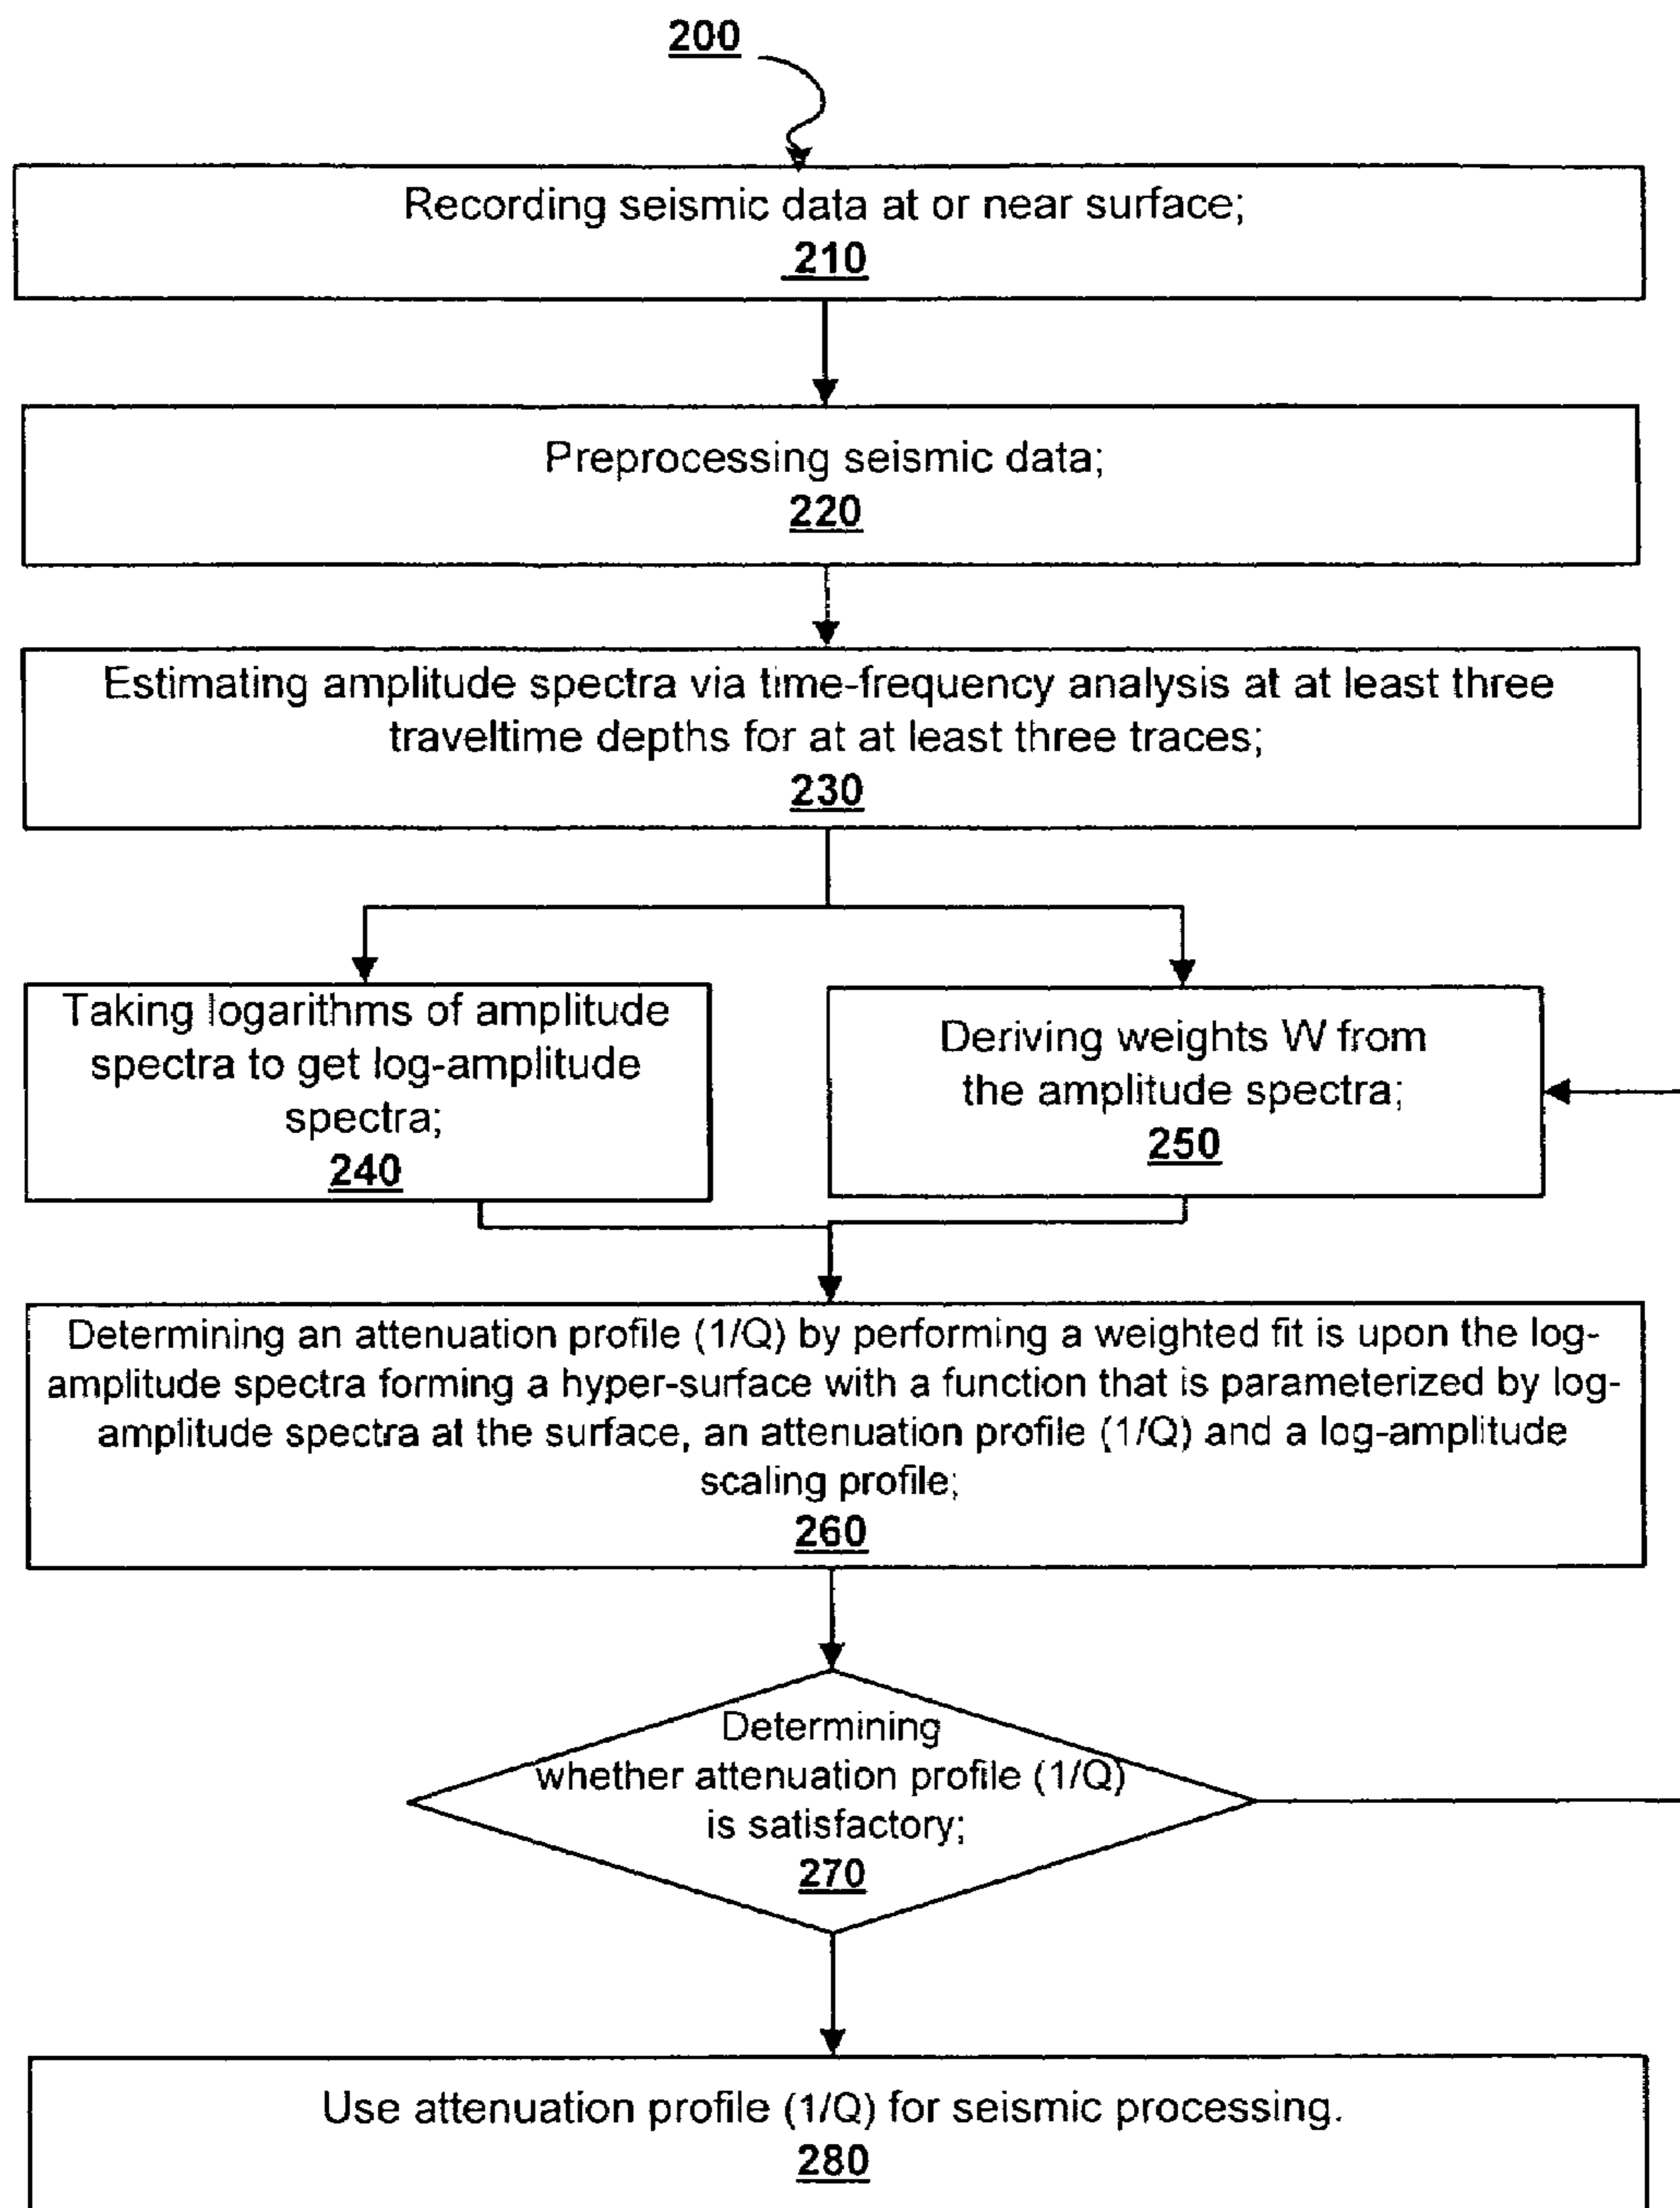 200
Recording seismic data at or near surface;
210
Preprocessing seismic data;
220
Estimating amplitude spectra via time-frequency analysis at at least three
traveltime depths for at at least three traces;
230
Taking logarithms of amplitude
spectra to get log-amplitude
spectra;
240
Deriving weights W from
the amplitude spectra;
250
Determining an attenuation profile (1/Q) by performing a weighted fit is upon the log-
amplitude spectra forming a hyper-surface with a function that is parameterized by log-
amplitude spectra at the surface, an attenuation profile (1/Q) and a log-amplitude
scaling profile;
260
Determining
whether attenuation profile (1/Q)
is satisfactory;
270
Use attenuation profile (1/Q) for seismic processing.
280